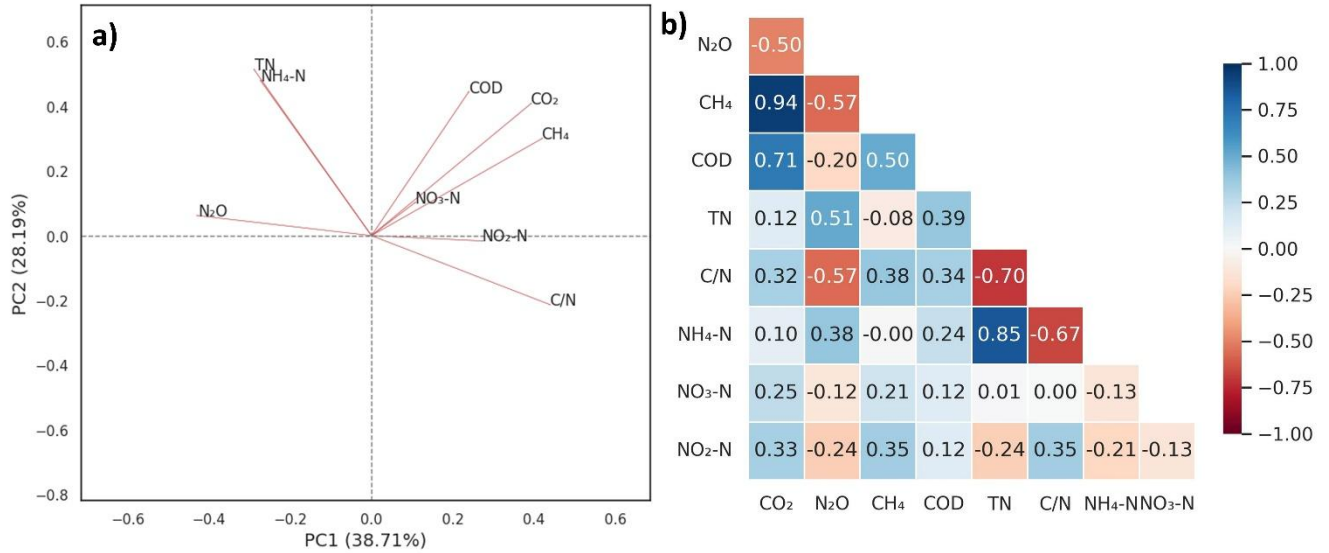 a)
0.6
0.4
0.2
0.0
−0.2
−0.4
−0.6
−0.8
PC2 (28.19%)
TN
NH₄-N
COD
CO₂
CH₄
NO₃-N
N₂O
NO₂-N
C/N
−0.6 −0.4 −0.2 0.0 0.2 0.4 0.6
PC1 (38.71%)
b)
N₂O -0.50
CH₄ 0.94 -0.57
COD 0.71 -0.20 0.50
TN 0.12 0.51 -0.08 0.39
C/N 0.32 -0.57 0.38 0.34 -0.70
NH₄-N 0.10 0.38 -0.00 0.24 0.85 -0.67
NO₃-N 0.25 -0.12 0.21 0.12 0.01 0.00 -0.13
NO₂-N 0.33 -0.24 0.35 0.12 -0.24 0.35 -0.21 -0.13
CO₂ N₂O CH₄ COD TN C/N NH₄-N NO₃-N
1.00
0.75
0.50
0.25
0.00
−0.25
−0.50
−0.75
−1.00